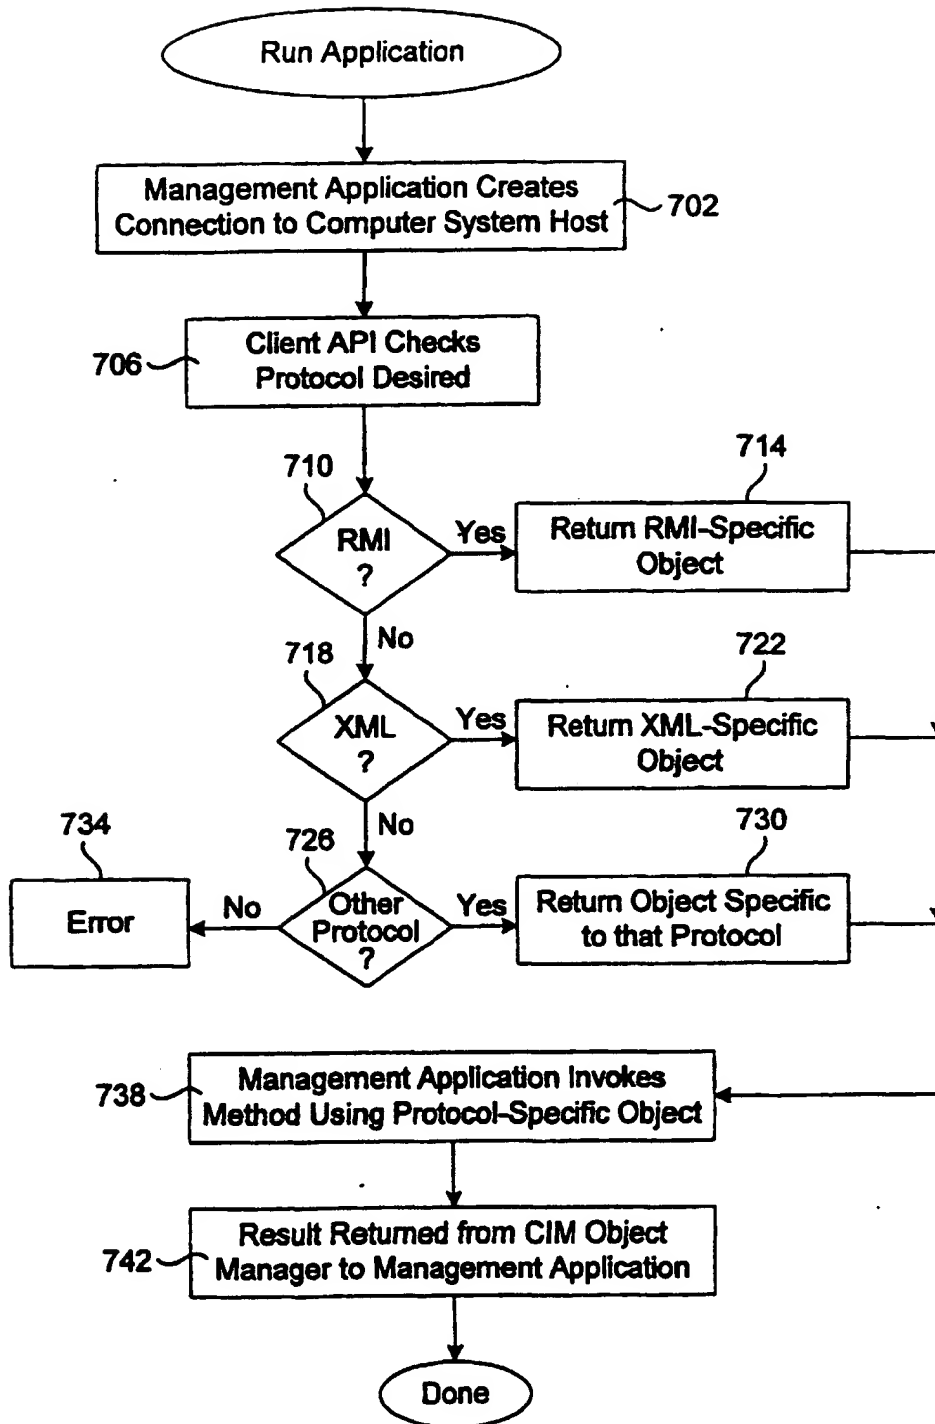 Run Application
Management Application Creates
Connection to Computer System Host
702
Client API Checks
Protocol Desired
706
710
RMI
?
Yes
714
Return RMI-Specific
Object
No
718
XML
?
Yes
722
Return XML-Specific
Object
No
734
Error
No
726
Other
Protocol
?
Yes
730
Return Object Specific
to that Protocol
738
Management Application Invokes
Method Using Protocol-Specific Object
742
Result Returned from CIM Object
Manager to Management Application
Done